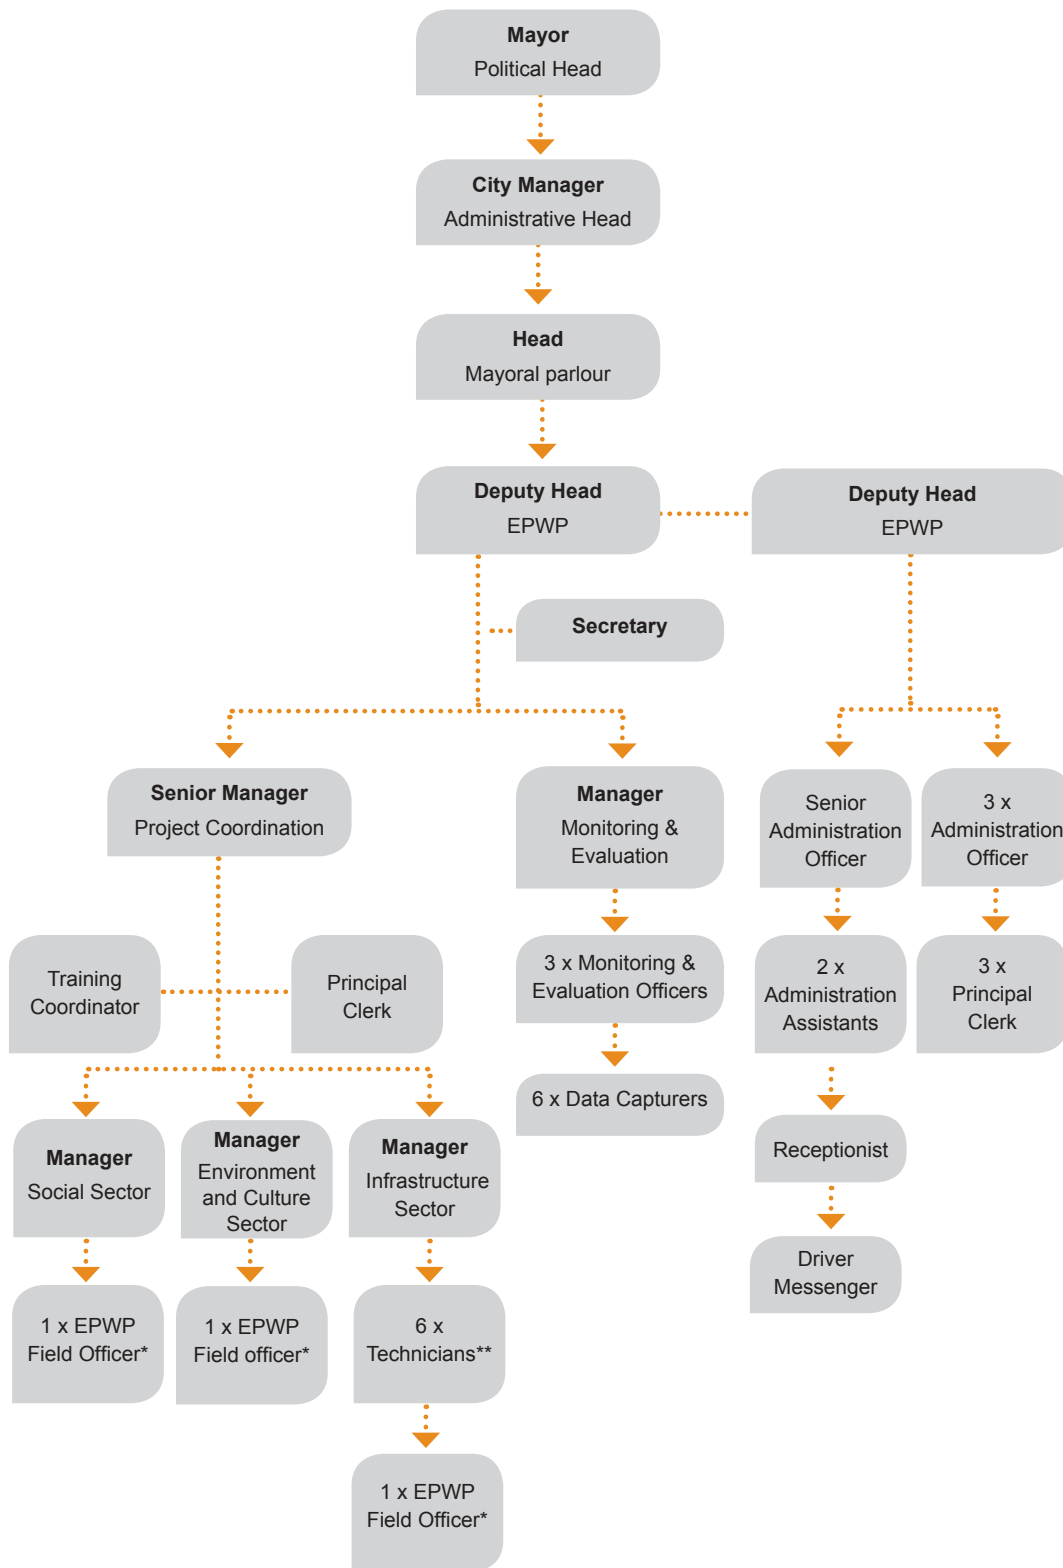 Mayor
Political Head
City Manager
Administrative Head
Head
Mayoral parlour
Deputy Head
EPWP
Deputy Head
EPWP
Secretary
Senior Manager
Project Coordination
Manager
Monitoring &
Evaluation
Senior
Administration
Officer
3 x
Administration
Officer
Training
Coordinator
Principal
Clerk
3 x Monitoring &
Evaluation Officers
2 x
Administration
Assistants
3 x
Principal
Clerk
6 x Data Capturers
Manager
Social Sector
Manager
Environment
and Culture
Sector
Manager
Infrastructure
Sector
Receptionist
Driver
Messenger
1 x EPWP
Field Officer*
1 x EPWP
Field officer*
6 x
Technicians**
1 x EPWP
Field Officer*